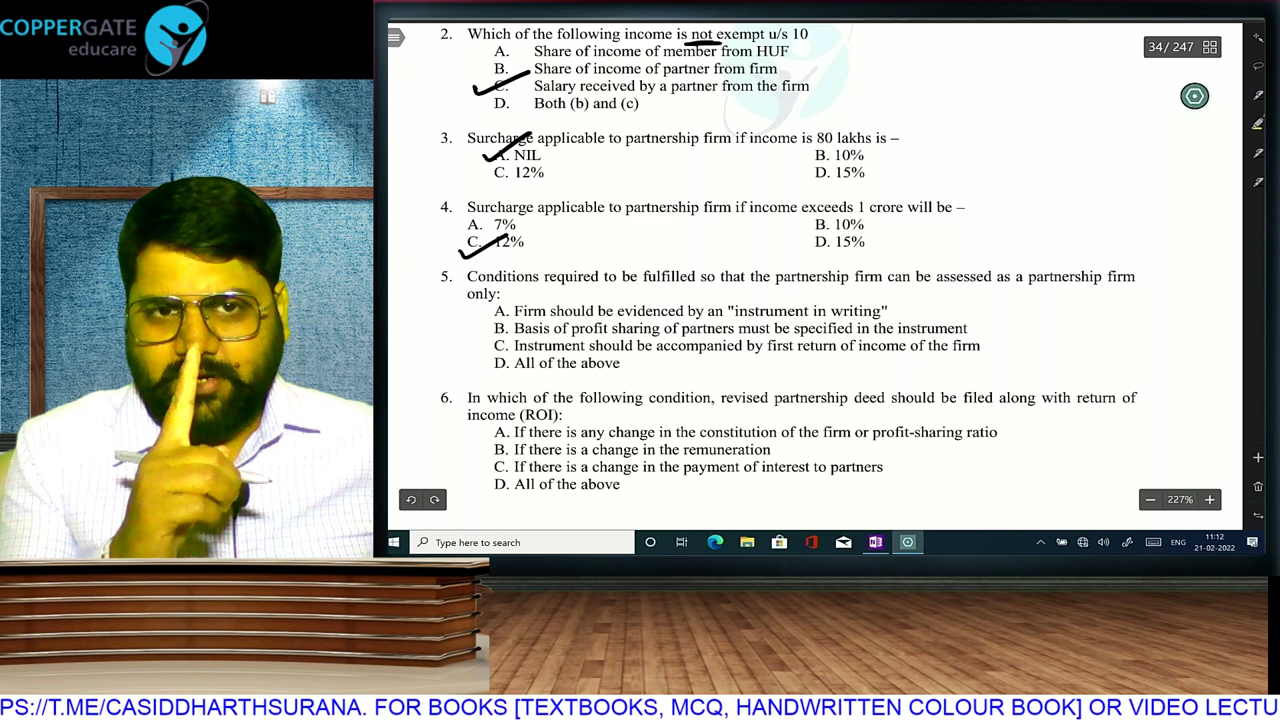 COPPERGATE
educare
2. Which of the following income is not exempt u/s 10
A. Share of income of member from HUF
B. Share of income of partner from firm
C. Salary received by a partner from the firm
D. Both (b) and (c)
34 / 247
3. Surcharge applicable to partnership firm if income is 80 lakhs is –
A. NIL B. 10%
C. 12% D. 15%
4. Surcharge applicable to partnership firm if income exceeds 1 crore will be –
A. 7% B. 10%
C. 12% D. 15%
5. Conditions required to be fulfilled so that the partnership firm can be assessed as a partnership firm
only:
A. Firm should be evidenced by an "instrument in writing"
B. Basis of profit sharing of partners must be specified in the instrument
C. Instrument should be accompanied by first return of income of the firm
D. All of the above
6. In which of the following condition, revised partnership deed should be filed along with return of
income (ROI):
A. If there is any change in the constitution of the firm or profit-sharing ratio
B. If there is a change in the remuneration
C. If there is a change in the payment of interest to partners
D. All of the above
227%
Type here to search
ENG
11:12
21-02-2022
PS://T.ME/CASIDDHARTHSURANA. FOR BOOKS [TEXTBOOKS, MCQ, HANDWRITTEN COLOUR BOOK] OR VIDEO LECTU